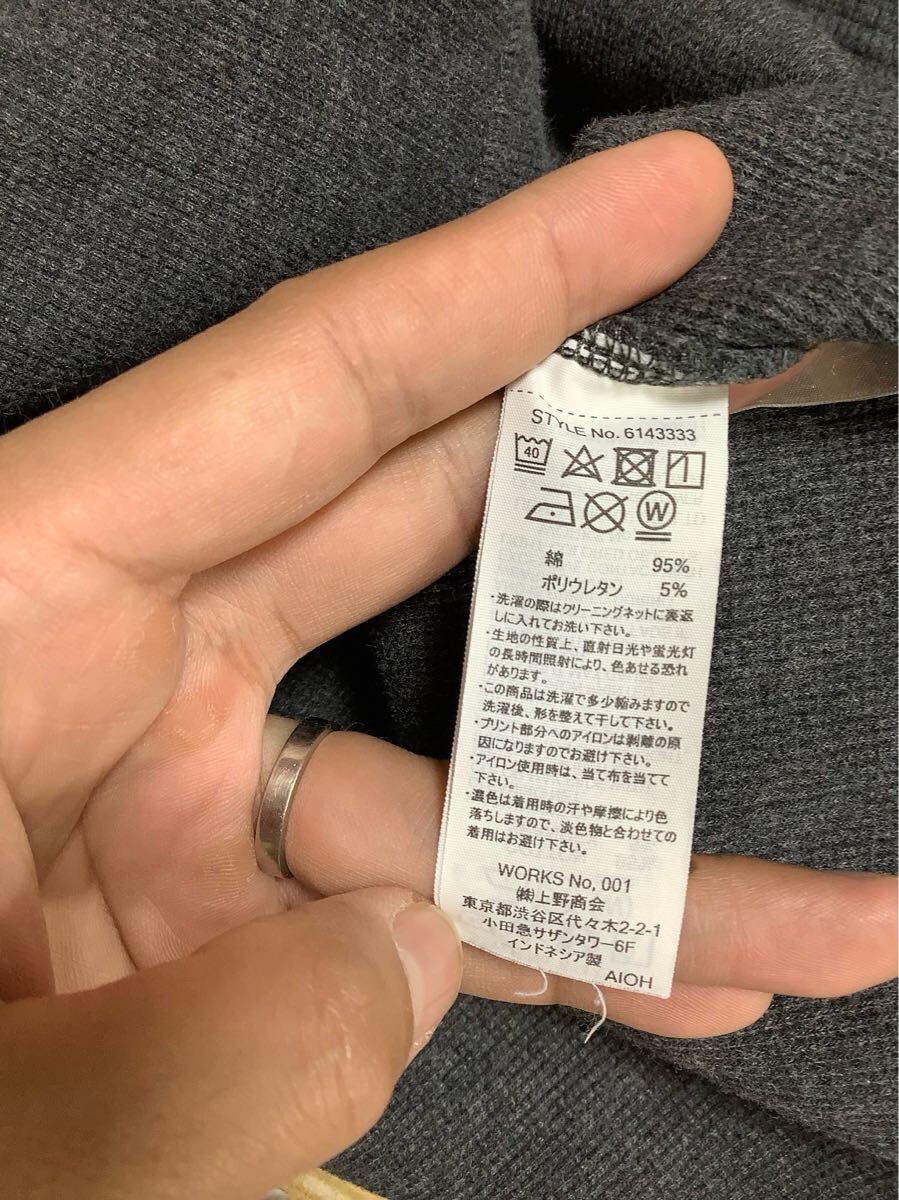 STYLE No. 6143333
40
W
綿 95%
ポリウレタン 5%
・洗濯の際はクリーニングネットに裏返
しに入れてお洗い下さい。
・生地の性質上、直射日光や蛍光灯
の長時間照射により、色あせる恐れ
があります。
・この商品は洗濯で多少縮みますので
洗濯後、形を整えて干して下さい。
・プリント部分へのアイロンは剥離の原
因になりますのでお避け下さい。
・アイロン使用時は、当て布を当てて
下さい。
・濃色は着用時の汗や摩擦により色
落ちしますので、淡色物と合わせての
着用はお避け下さい。
WORKS No, 001
㈱上野商会
東京都渋谷区代々木2-2-1
小田急サザンタワー6F
インドネシア製
AIOH